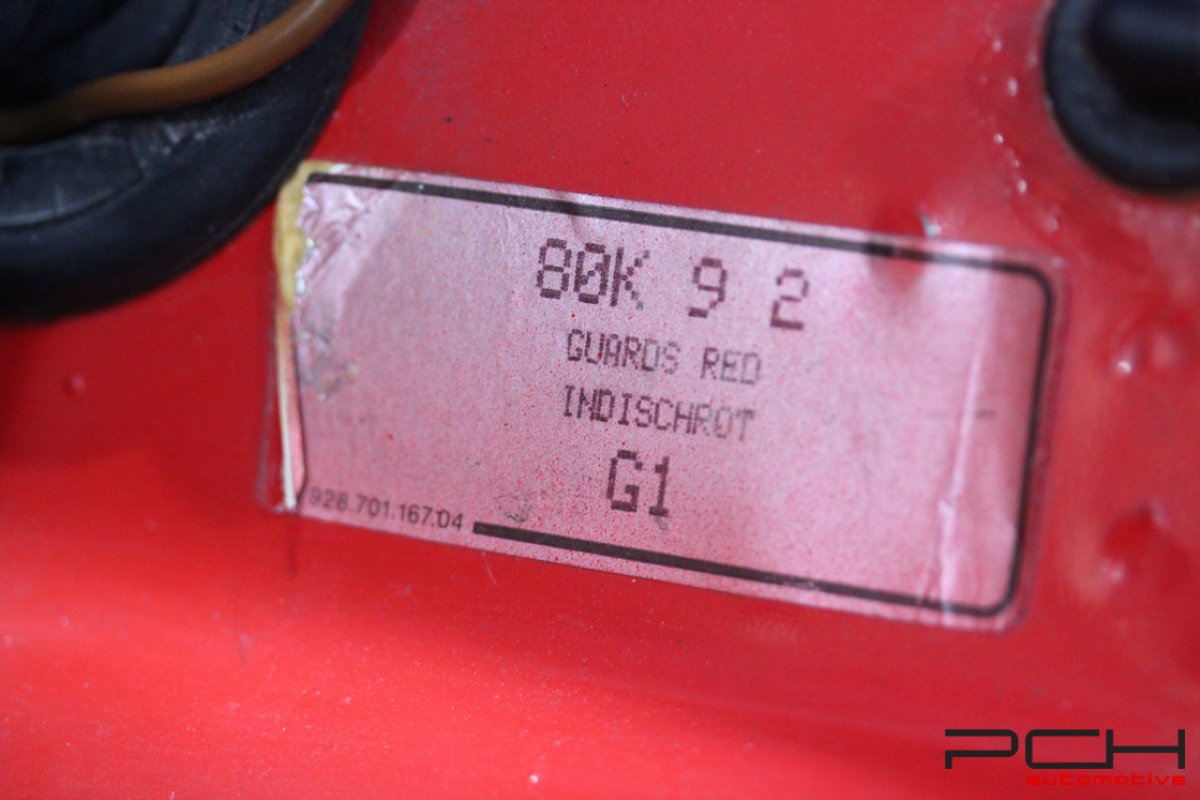 80K 9 2
GUARDS RED
INDISCHROT
G1
928.701.167.04
PCH
automotive